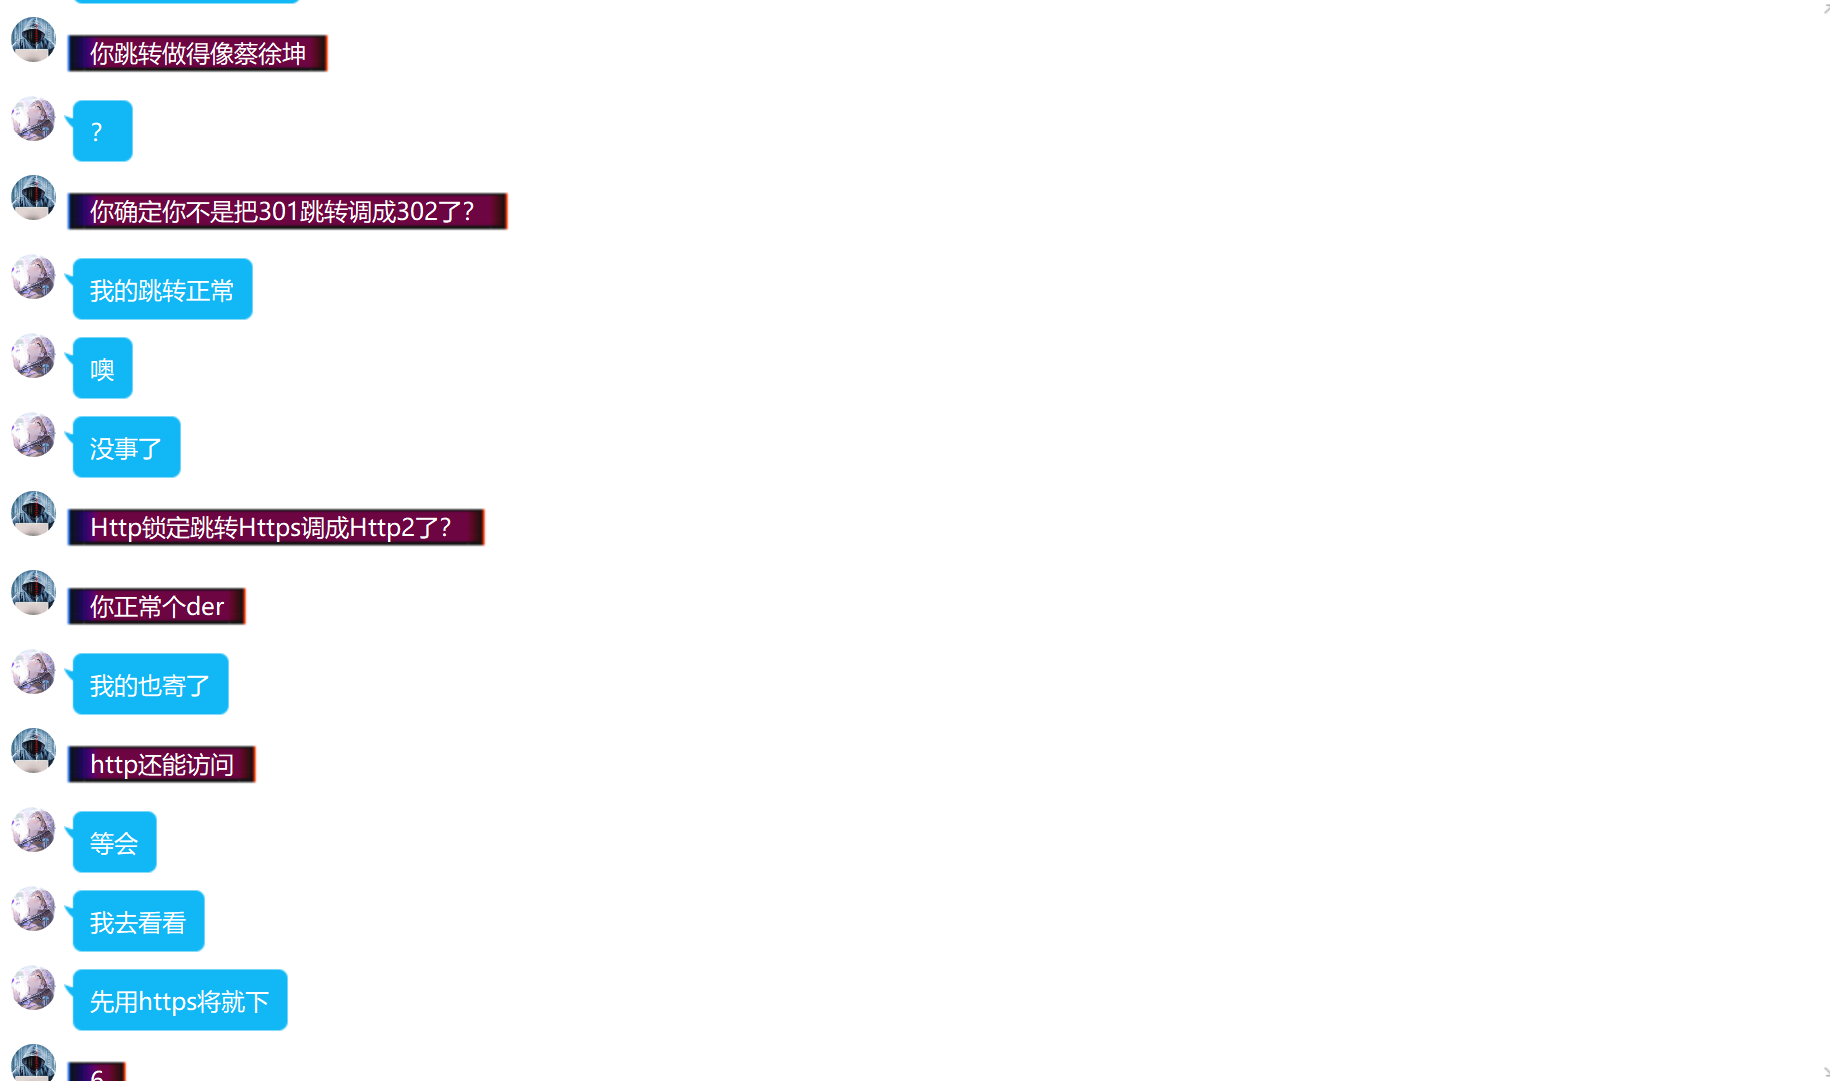 你跳转做得像蔡徐坤
？
你确定你不是把301跳转调成302了？
我的跳转正常
噢
没事了
Http锁定跳转Https调成Http2了？
你正常个der
我的也寄了
http还能访问
等会
我去看看
先用https将就下
6